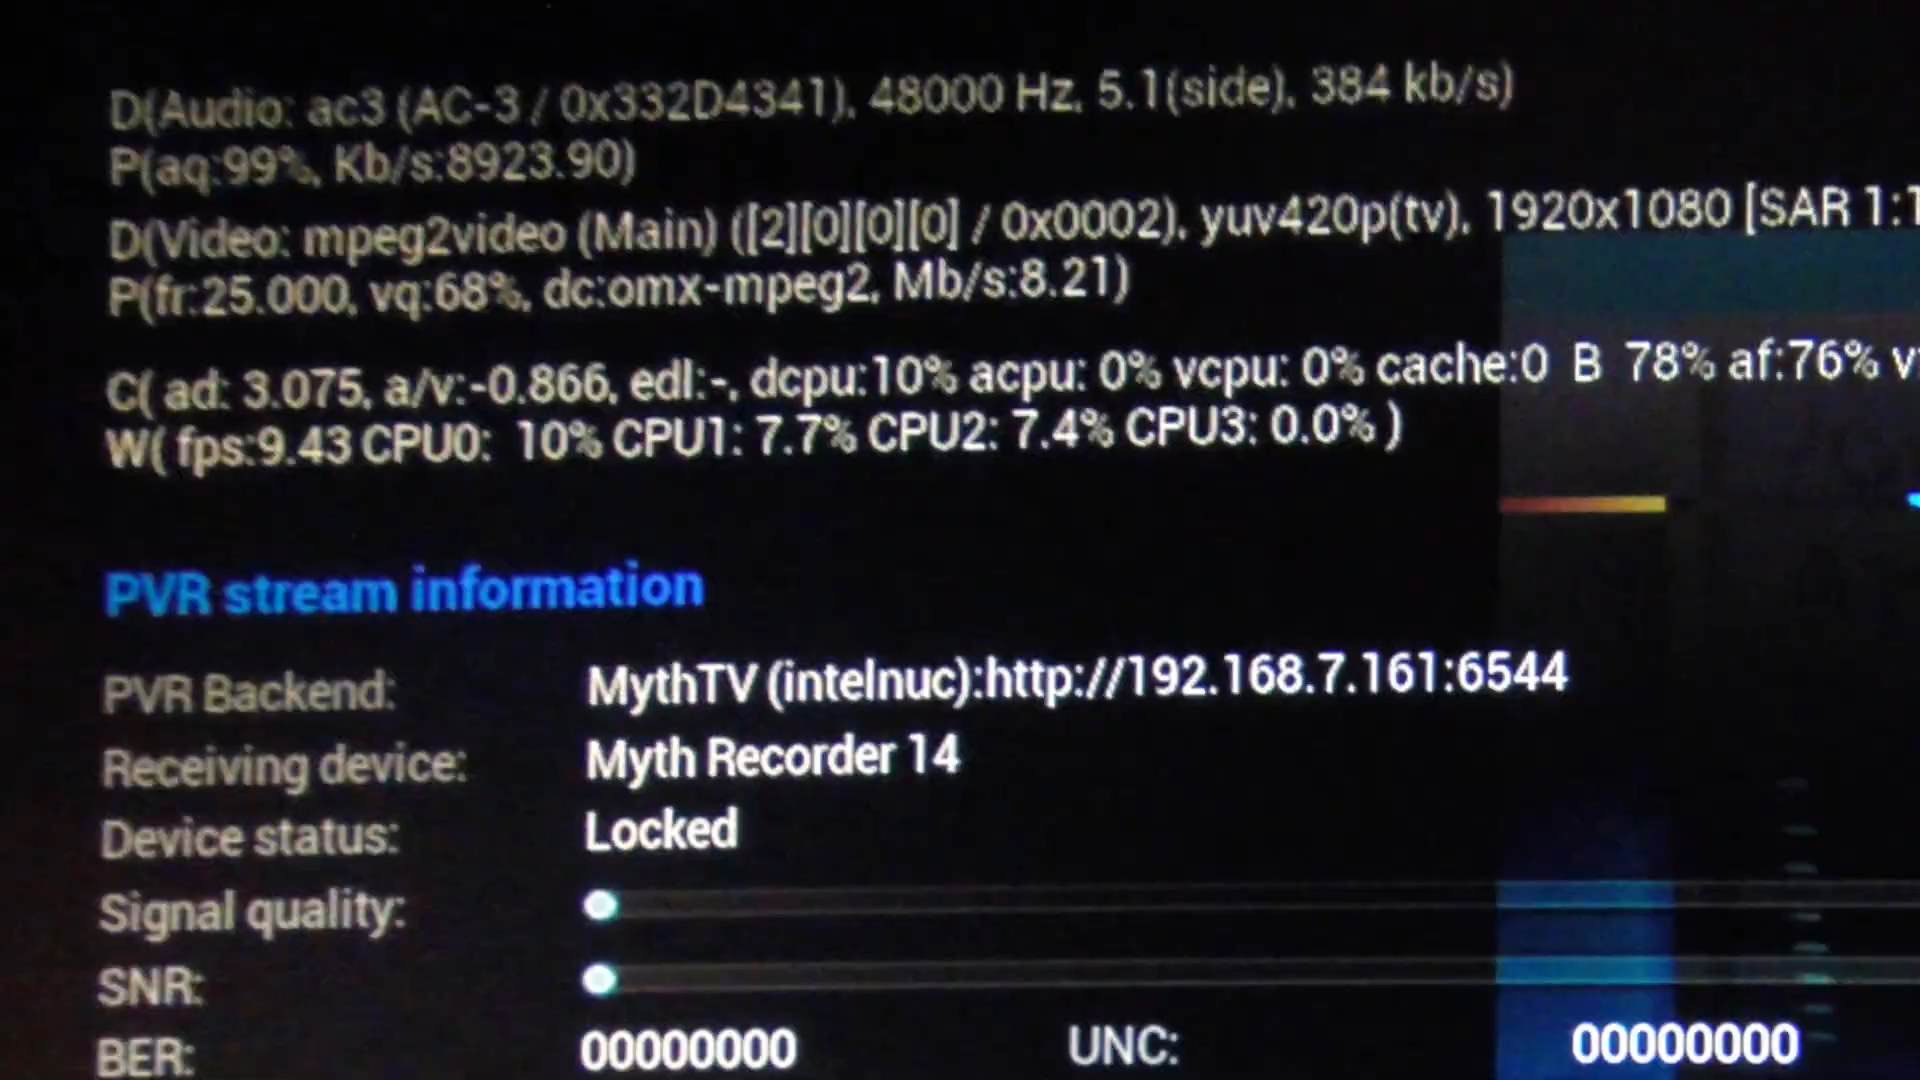 D(Audio: ac3 (AC-3 / 0x332D4341), 48000 Hz, 5.1(side), 384 kb/s)
P(aq:99%, Kb/s:8923.90)
D(Video: mpeg2video (Main) ([2][0][0][0] / 0x0002), yuv420p(tv), 1920x1080 [SAR 1:1
P(fr:25.000, vq:68%, dc:omx-mpeg2, Mb/s:8.21)
C( ad: 3.075, a/v:-0.866, edl:-, dcpu:10% acpu: 0% vcpu: 0% cache:0 B 78% af:76%
W( fps:9.43 CPU0: 10% CPU1: 7.7% CPU2: 7.4% CPU3: 0.0% )
PVR stream information
PVR Backend: MythTV (intelnuc):http://192.168.7.161:6544
Receiving device: Myth Recorder 14
Device status: Locked
Signal quality:
SNR:
BER: 00000000 UNC: 00000000